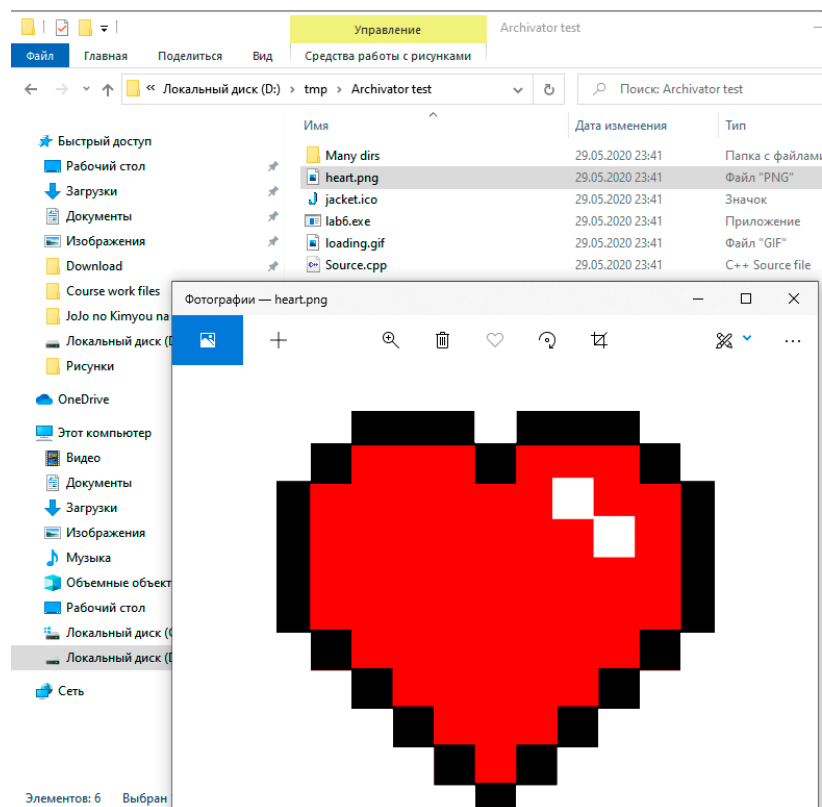 Управление
Archivator test
Файл
Главная
Поделиться
Вид
Средства работы с рисунками
« Локальный диск (D:) › tmp › Archivator test
Поиск: Archivator test
Имя
Дата изменения
Тип
Many dirs 29.05.2020 23:41 Папка с файлами
heart.png 29.05.2020 23:41 Файл "PNG"
jacket.ico 29.05.2020 23:41 Значок
lab6.exe 29.05.2020 23:41 Приложение
loading.gif 29.05.2020 23:41 Файл "GIF"
Source.cpp 29.05.2020 23:41 C++ Source file
Быстрый доступ
Рабочий стол
Загрузки
Документы
Изображения
Download
Course work files
JoJo no Kimyou na
Локальный диск (
Рисунки
OneDrive
Этот компьютер
Видео
Документы
Загрузки
Изображения
Музыка
Объемные объект
Рабочий стол
Локальный диск (
Локальный диск (
Сеть
Элементов: 6
Выбран
Фотографии — heart.png